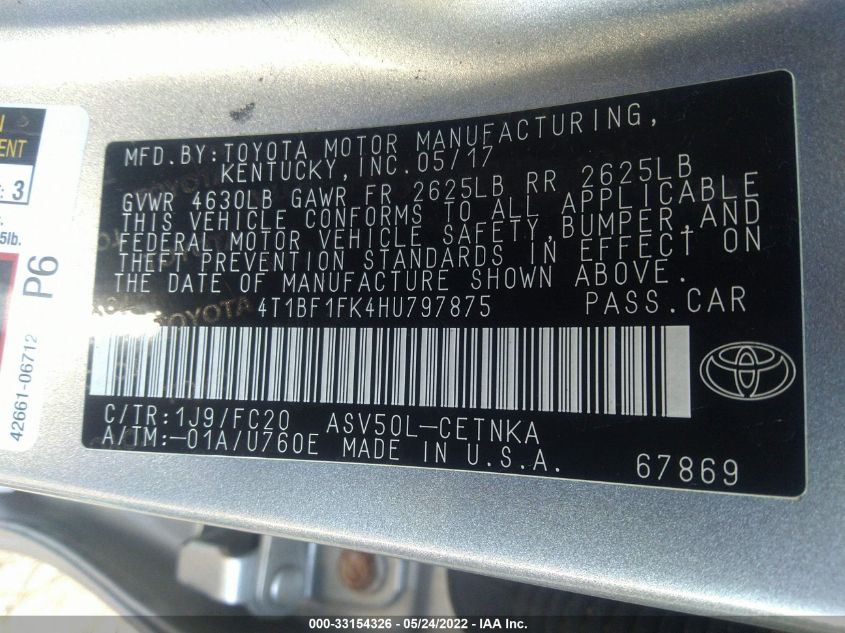 MFD.BY:TOYOTA MOTOR MANUFACTURING,
KENTUCKY,INC.05/17
GVWR 4630LB GAWR FR 2625LB RR 2625LB
THIS VEHICLE CONFORMS TO ALL APPLICABLE
FEDERAL MOTOR VEHICLE SAFETY,BUMPER,AND
THEFT PREVENTION STANDARDS IN EFFECT ON
THE DATE OF MANUFACTURE SHOWN ABOVE.
4T1BF1FK4HU797875 PASS.CAR
TOYOTA
C/TR:1J9/FC20 ASV50L-CETNKA
A/TM:-01A/U760E MADE IN U.S.A.
67869
3
5lb.
P6
42661-06712
000-33154326 - 05/24/2022 - IAA Inc.